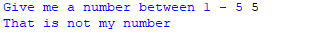 Give me a number between 1 - 5 5
That is not my number